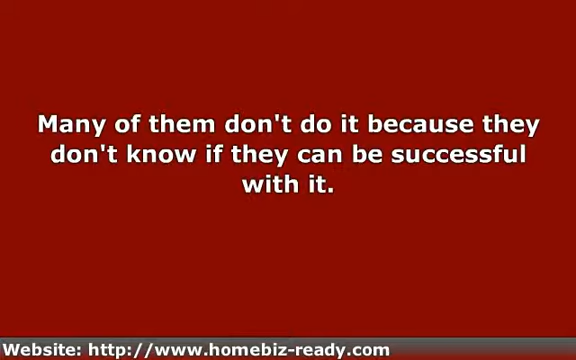 Many of them don't do it because they
don't know if they can be successful
with it.
Website: http://www.homebiz-ready.com